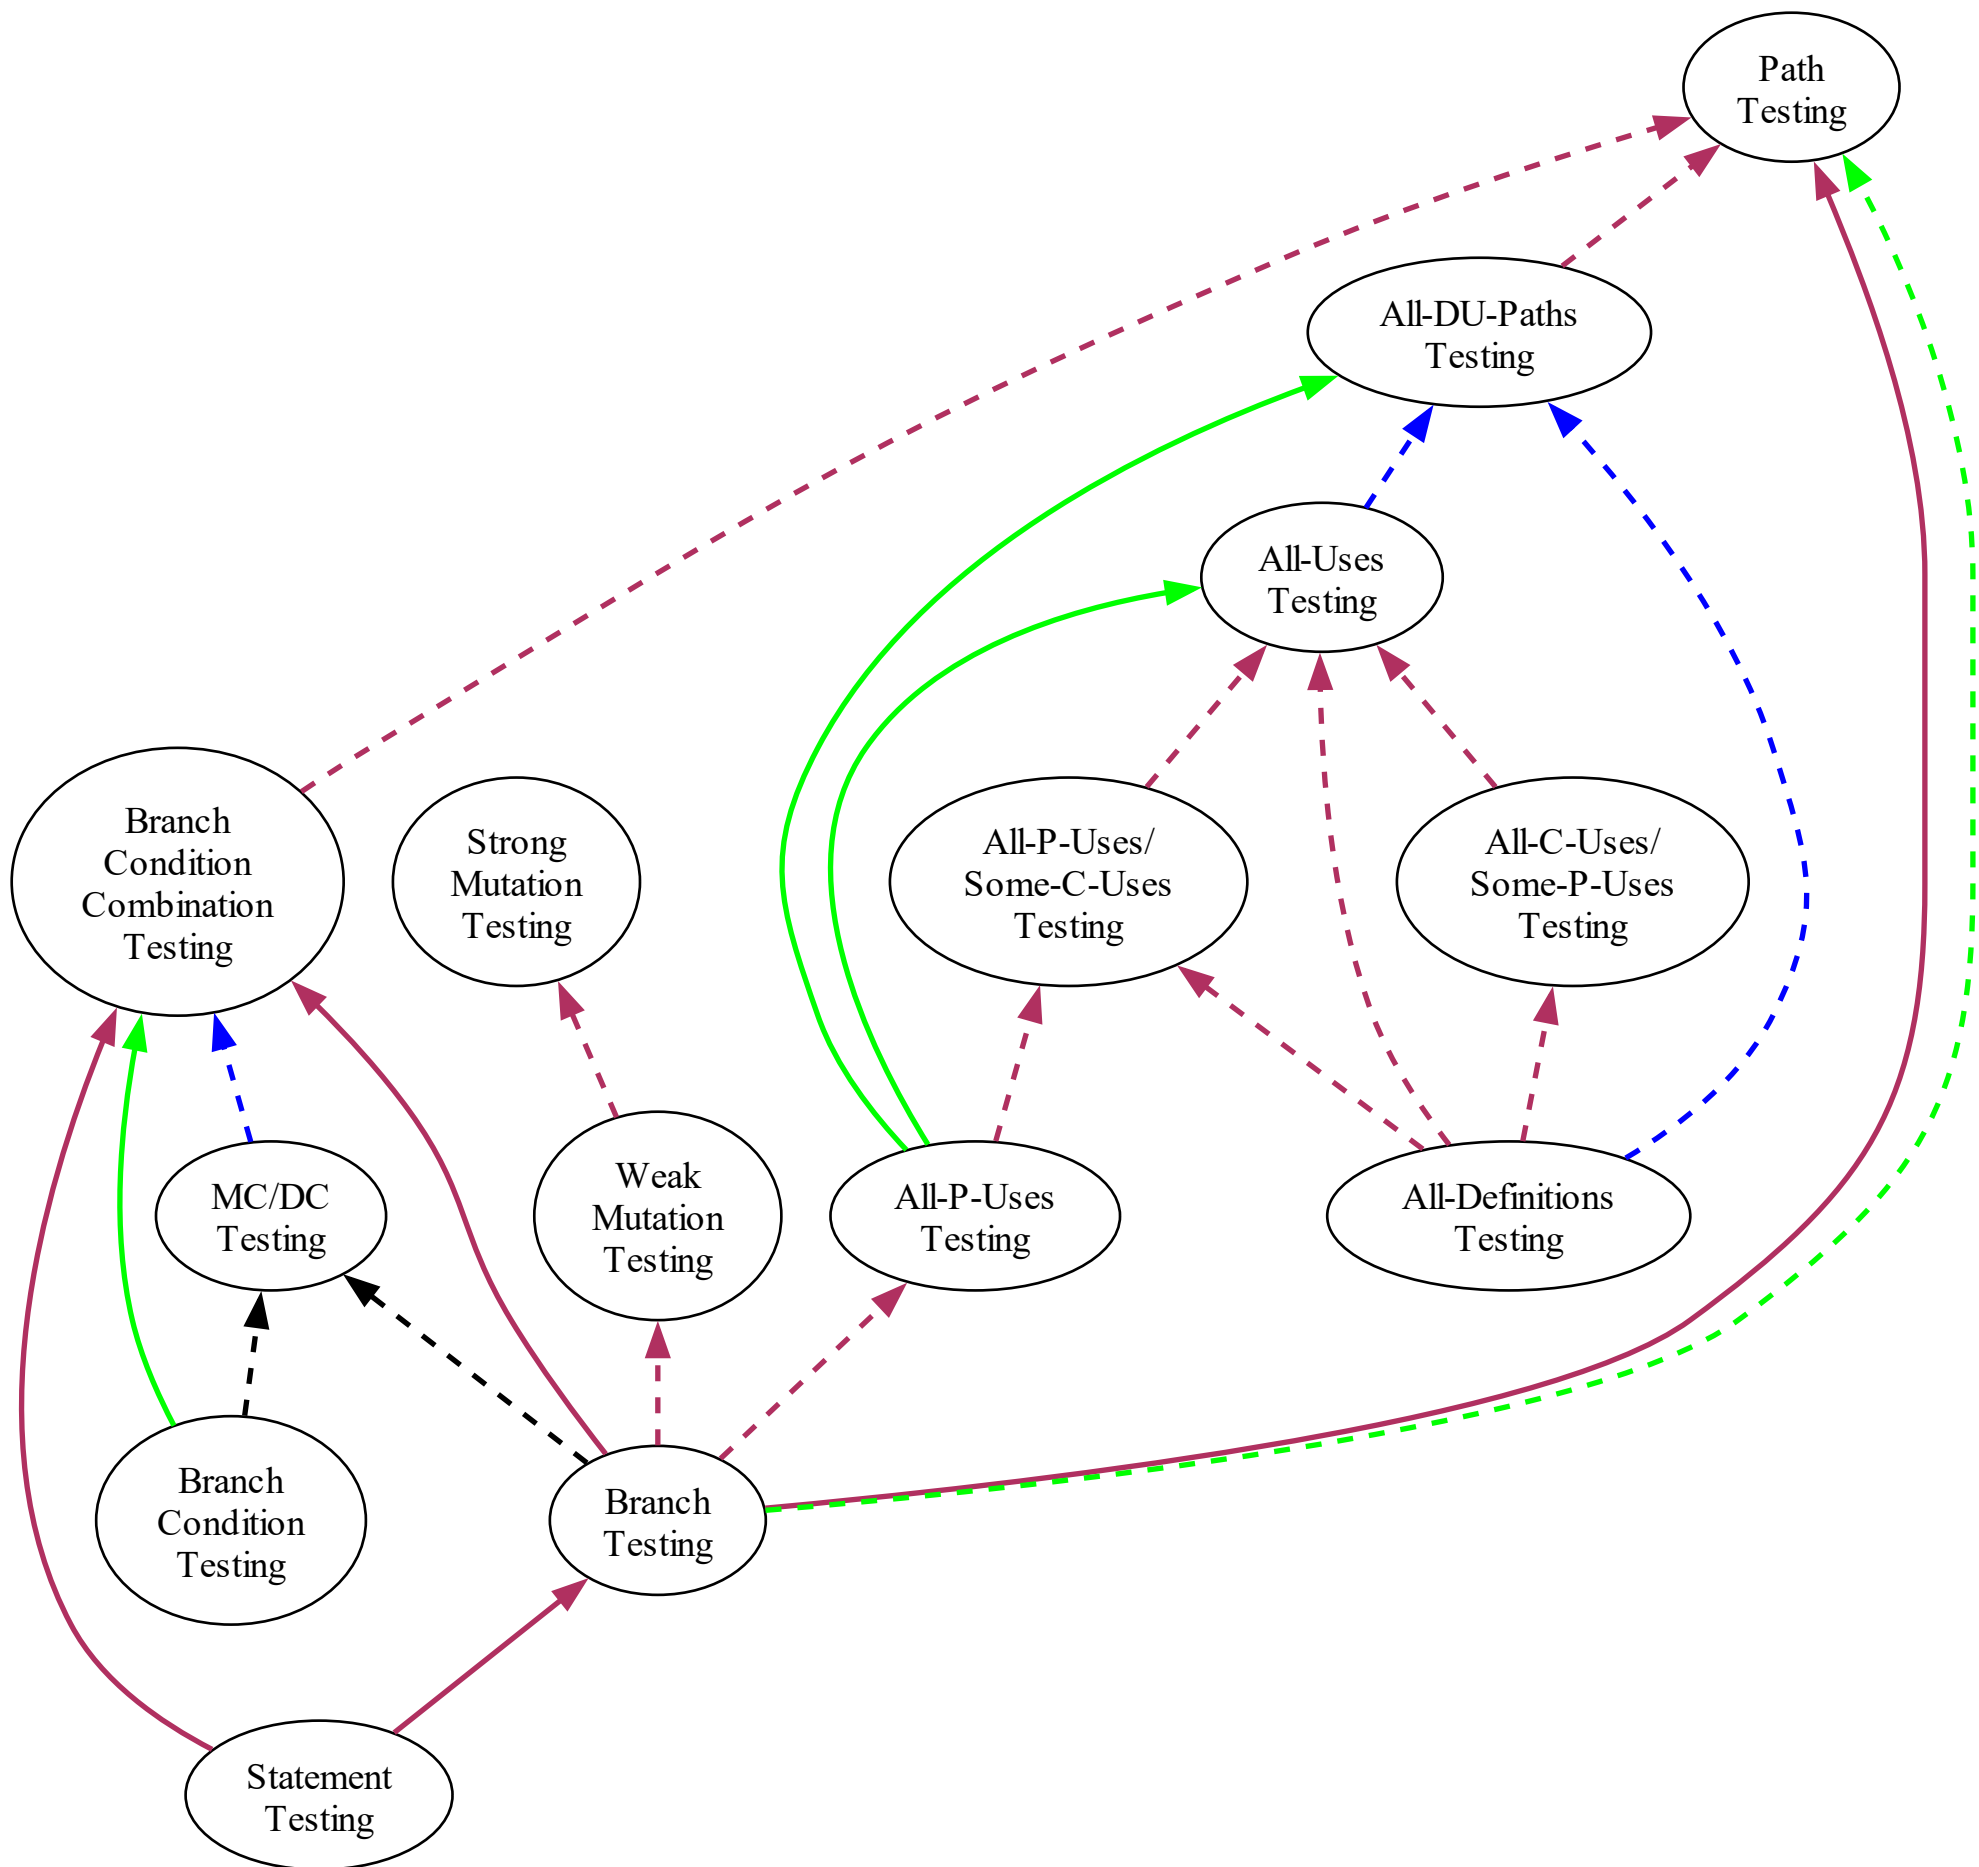 Path
Testing
All-DU-Paths
Testing
All-Uses
Testing
Branch
Condition
Combination
Testing
Strong
Mutation
Testing
All-P-Uses/
Some-C-Uses
Testing
All-C-Uses/
Some-P-Uses
Testing
MC/DC
Testing
Weak
Mutation
Testing
All-P-Uses
Testing
All-Definitions
Testing
Branch
Condition
Testing
Branch
Testing
Statement
Testing